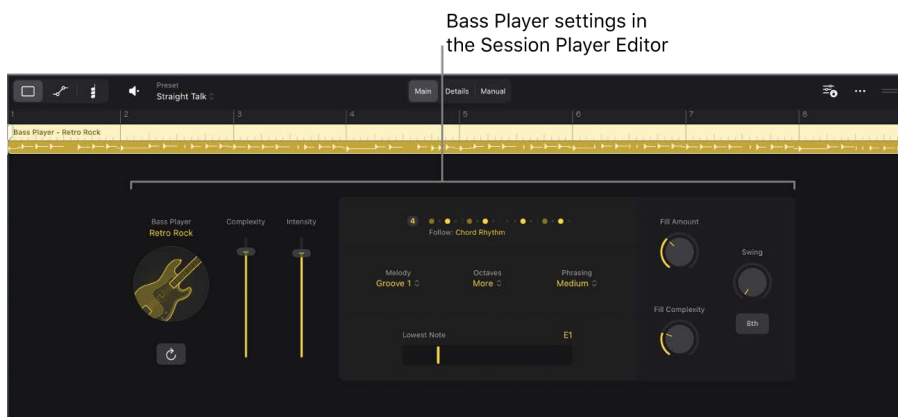 Bass Player settings in
the Session Player Editor
Preset
Straight Talk
Main Details Manual
1 2 3 4 5 6 7 8
Bass Player - Retro Rock
Bass Player
Retro Rock
Complexity
Intensity
4
Follow: Chord Rhythm
Melody
Groove 1
Octaves
More
Phrasing
Medium
Lowest Note E1
Fill Amount
Fill Complexity
Swing
8th